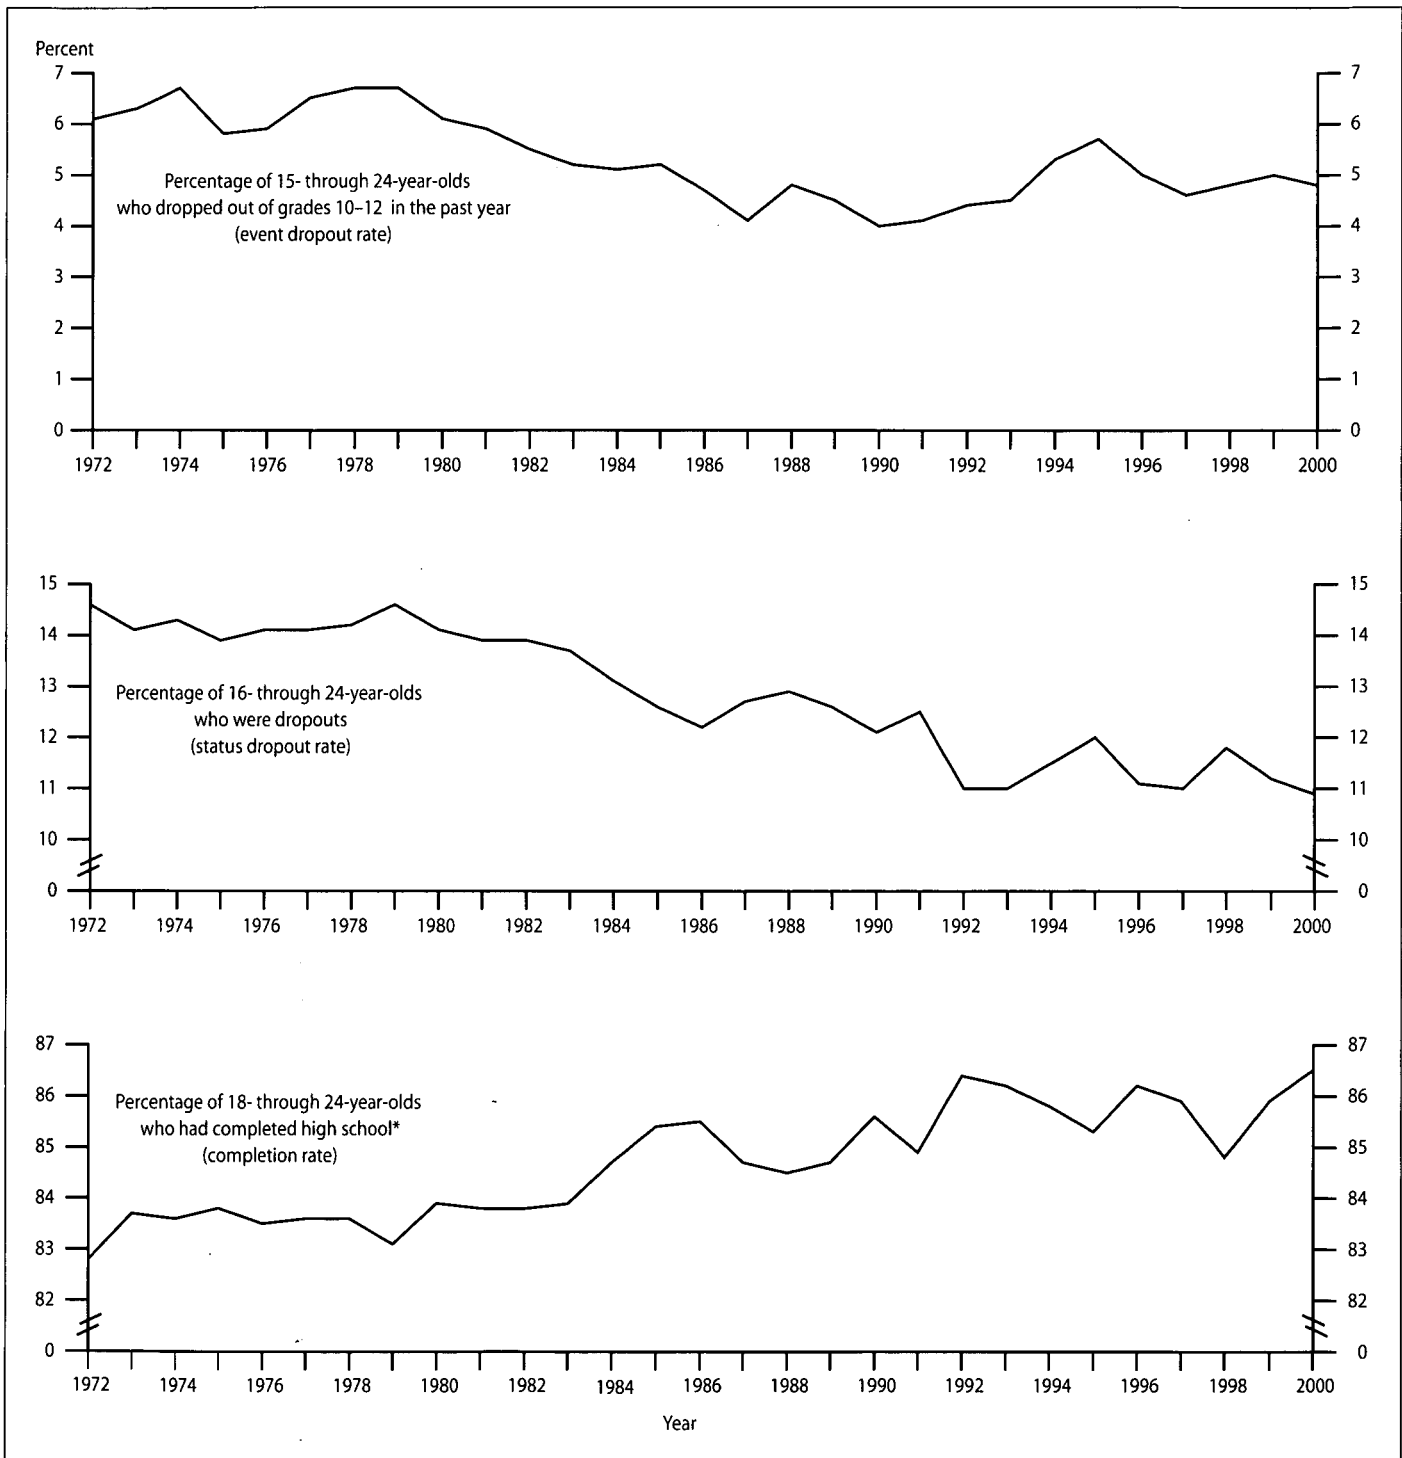 Percent
7 7
6 6
5 5
Percentage of 15- through 24-year-olds
who dropped out of grades 10–12 in the past year
(event dropout rate)
4 4
3 3
2 2
1 1
0 0
1972 1974 1976 1978 1980 1982 1984 1986 1988 1990 1992 1994 1996 1998 2000
15 15
14 14
13 13
Percentage of 16- through 24-year-olds
who were dropouts
(status dropout rate)
12 12
11 11
10 10
0 0
1972 1974 1976 1978 1980 1982 1984 1986 1988 1990 1992 1994 1996 1998 2000
87 87
86 86
Percentage of 18- through 24-year-olds
who had completed high school*
(completion rate)
85 85
84 84
83 83
82 82
0 0
1972 1974 1976 1978 1980 1982 1984 1986 1988 1990 1992 1994 1996 1998 2000
Year